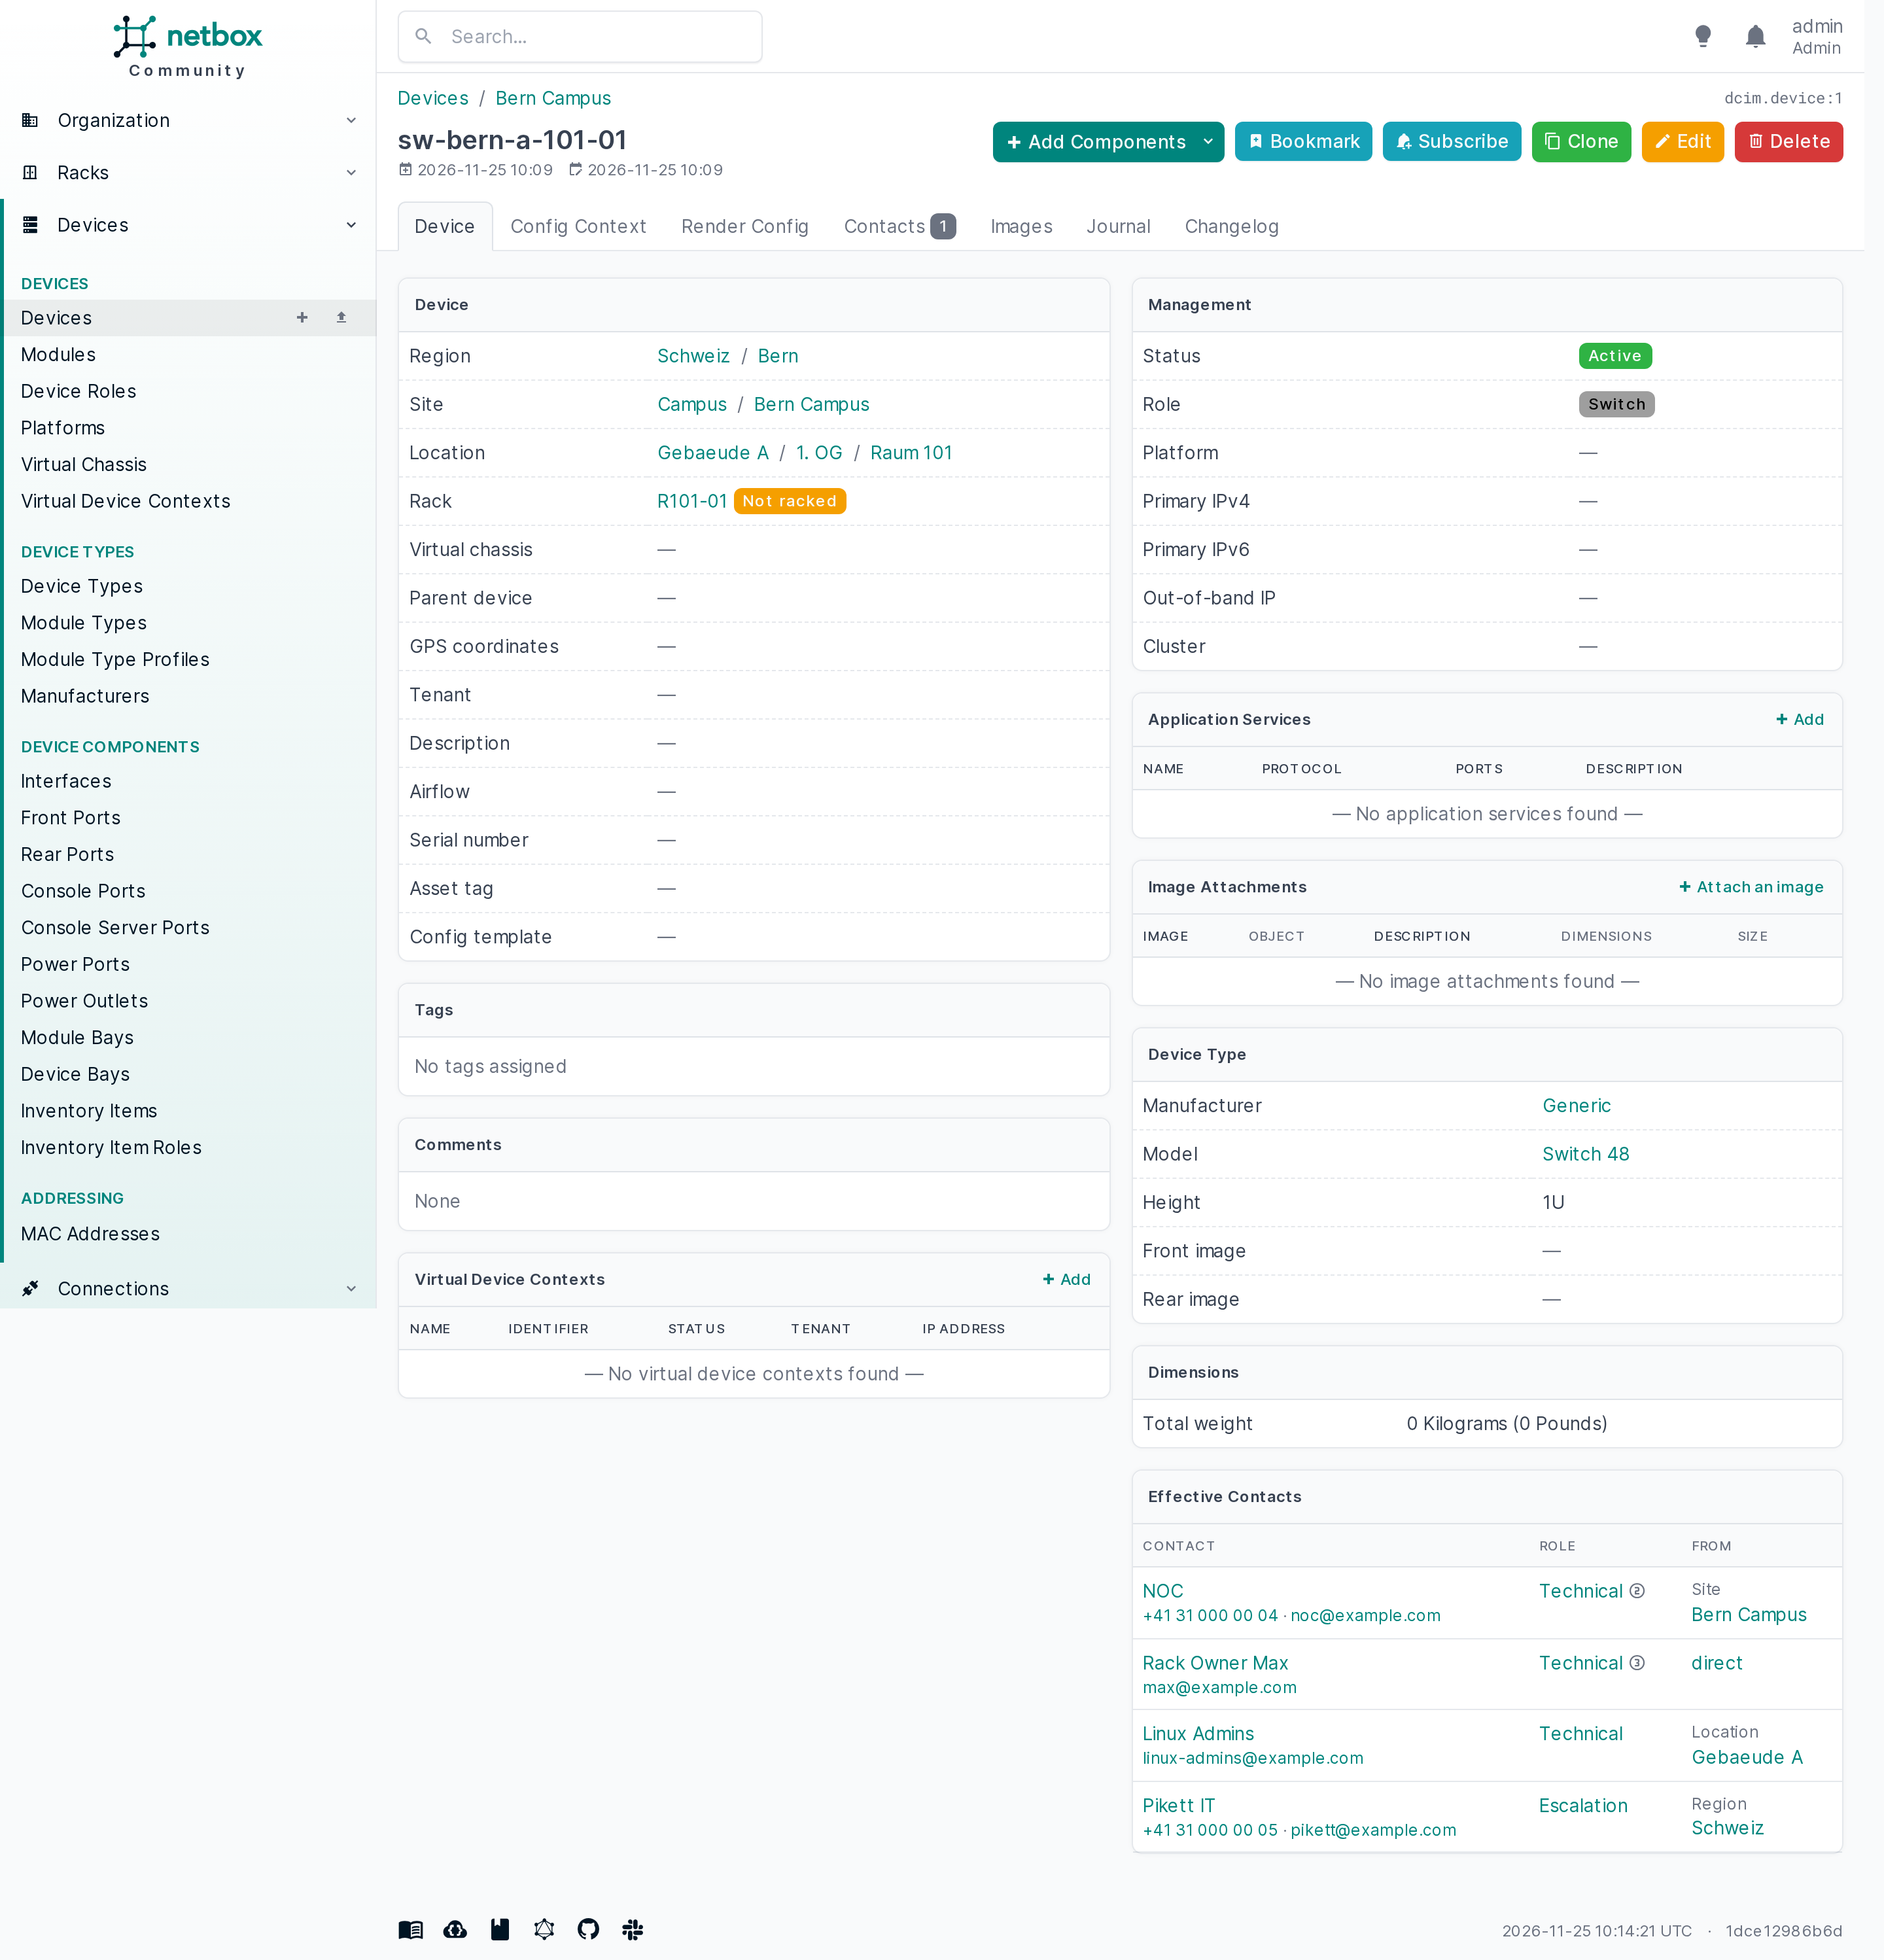 netbox
Community
Search...
admin
Admin
Organization
Racks
Devices
DEVICES
Devices
Modules
Device Roles
Platforms
Virtual Chassis
Virtual Device Contexts
DEVICE TYPES
Device Types
Module Types
Module Type Profiles
Manufacturers
DEVICE COMPONENTS
Interfaces
Front Ports
Rear Ports
Console Ports
Console Server Ports
Power Ports
Power Outlets
Module Bays
Device Bays
Inventory Items
Inventory Item Roles
ADDRESSING
MAC Addresses
Connections
Devices / Bern Campus
dcim.device:1
sw-bern-a-101-01
2026-11-25 10:09 2026-11-25 10:09
Add Components Bookmark Subscribe Clone Edit Delete
Device Config Context Render Config Contacts 1 Images Journal Changelog
Device
Region Schweiz / Bern
Site Campus / Bern Campus
Location Gebaeude A / 1. OG / Raum 101
Rack R101-01 Not racked
Virtual chassis —
Parent device —
GPS coordinates —
Tenant —
Description —
Airflow —
Serial number —
Asset tag —
Config template —
Tags
No tags assigned
Comments
None
Virtual Device Contexts Add
NAME IDENTIFIER STATUS TENANT IP ADDRESS
— No virtual device contexts found —
Management
Status Active
Role Switch
Platform —
Primary IPv4 —
Primary IPv6 —
Out-of-band IP —
Cluster —
Application Services Add
NAME PROTOCOL PORTS DESCRIPTION
— No application services found —
Image Attachments Attach an image
IMAGE OBJECT DESCRIPTION DIMENSIONS SIZE
— No image attachments found —
Device Type
Manufacturer Generic
Model Switch 48
Height 1U
Front image —
Rear image —
Dimensions
Total weight 0 Kilograms (0 Pounds)
Effective Contacts
CONTACT ROLE FROM
NOC Technical 2 Site
+41 31 000 00 04 · noc@example.com Bern Campus
Rack Owner Max Technical 3 direct
max@example.com
Linux Admins Technical Location
linux-admins@example.com Gebaeude A
Pikett IT Escalation Region
+41 31 000 00 05 · pikett@example.com Schweiz
2026-11-25 10:14:21 UTC · 1dce12986b6d